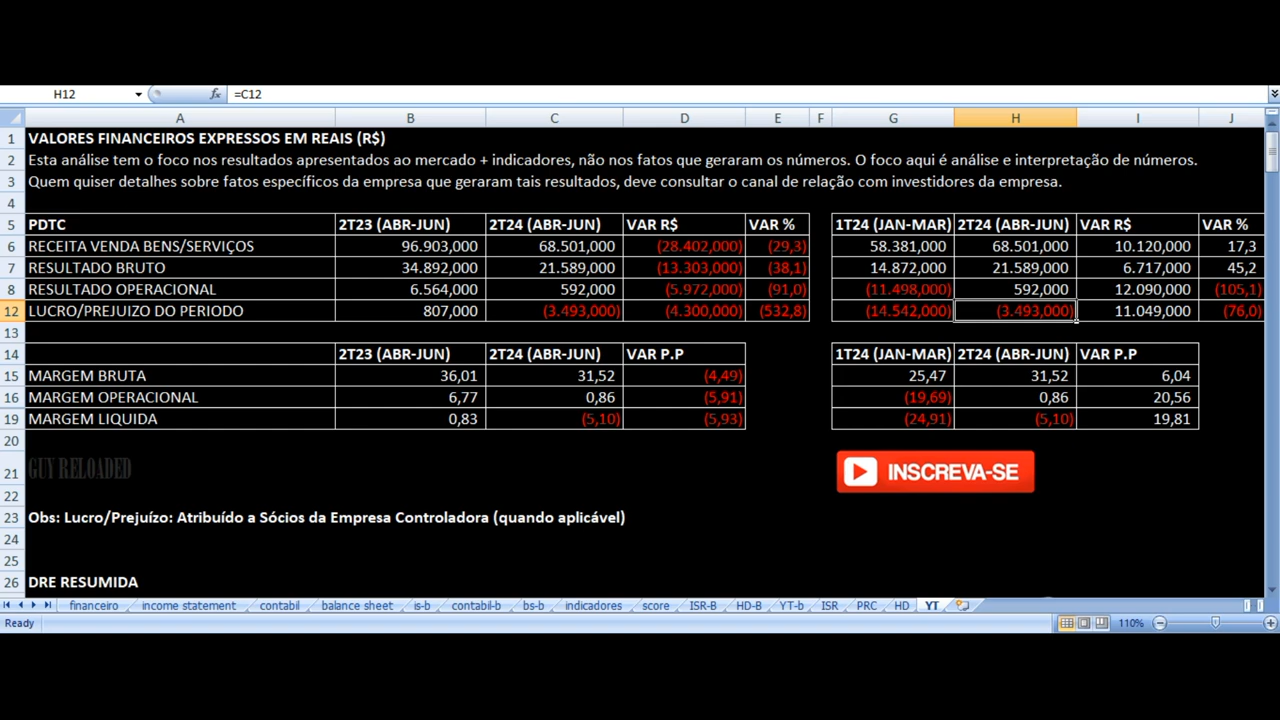 H12 =C12
A B C D E F G H I J
1 VALORES FINANCEIROS EXPRESSOS EM REAIS (R$)
2 Esta análise tem o foco nos resultados apresentados ao mercado + indicadores, não nos fatos que geraram os números. O foco aqui é análise e interpretação de números.
3 Quem quiser detalhes sobre fatos específicos da empresa que geraram tais resultados, deve consultar o canal de relação com investidores da empresa.
4
5 PDTC 2T23 (ABR-JUN) 2T24 (ABR-JUN) VAR R$ VAR % 1T24 (JAN-MAR) 2T24 (ABR-JUN) VAR R$ VAR %
6 RECEITA VENDA BENS/SERVIÇOS 96.903,000 68.501,000 (28.402,000) (29,3) 58.381,000 68.501,000 10.120,000 17,3
7 RESULTADO BRUTO 34.892,000 21.589,000 (13.303,000) (38,1) 14.872,000 21.589,000 6.717,000 45,2
8 RESULTADO OPERACIONAL 6.564,000 592,000 (5.972,000) (91,0) (11.498,000) 592,000 12.090,000 (105,1)
12 LUCRO/PREJUIZO DO PERIODO 807,000 (3.493,000) (4.300,000) (532,8) (14.542,000) (3.493,000) 11.049,000 (76,0)
13
14 2T23 (ABR-JUN) 2T24 (ABR-JUN) VAR P.P 1T24 (JAN-MAR) 2T24 (ABR-JUN) VAR P.P
15 MARGEM BRUTA 36,01 31,52 (4,49) 25,47 31,52 6,04
16 MARGEM OPERACIONAL 6,77 0,86 (5,91) (19,69) 0,86 20,56
19 MARGEM LIQUIDA 0,83 (5,10) (5,93) (24,91) (5,10) 19,81
20
21 GUY RELOADED INSCREVA-SE
22
23 Obs: Lucro/Prejuízo: Atribuído a Sócios da Empresa Controladora (quando aplicável)
24
25
26 DRE RESUMIDA
financeiro income statement contabil balance sheet is-b contabil-b bs-b indicadores score ISR-B HD-B YT-b ISR PRC HD YT
Ready 110%